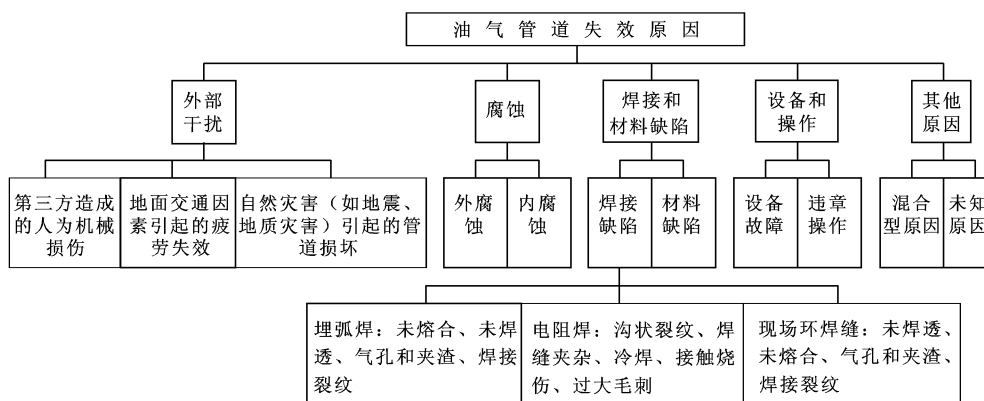 油气管道失效原因
外部
干扰
腐蚀
焊接和
材料缺陷
设备和
操作
其他
原因
第三方造成
的人为机械
损伤
地面交通因
素引起的疲
劳失效
自然灾害（如地震、
地质灾害）引起的管
道损坏
外腐
蚀
内腐
蚀
焊接
缺陷
材料
缺陷
设备
故障
违章
操作
混合
型原因
未知
原因
埋弧焊：未熔合、未焊
透、气孔和夹渣、焊接
裂纹
电阻焊：沟状裂纹、焊
缝夹杂、冷焊、接触烧
伤、过大毛刺
现场环焊缝：未焊透、
未熔合、气孔和夹渣、
焊接裂纹